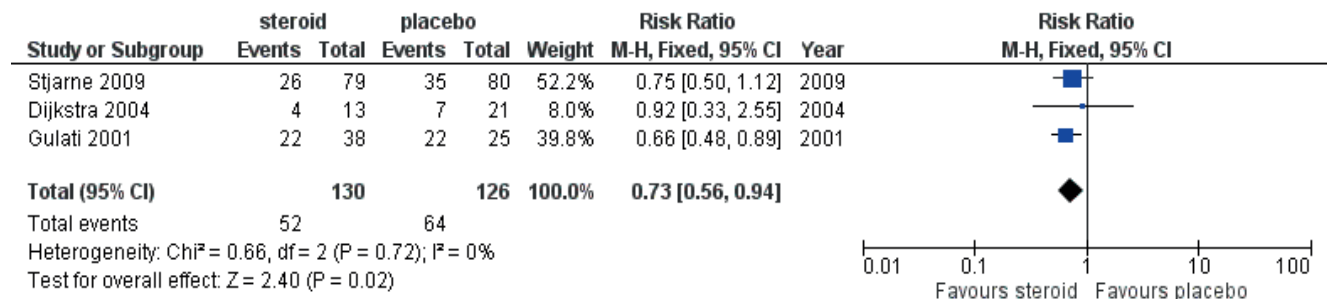 steroid placebo Risk Ratio Risk Ratio
Study or Subgroup Events Total Events Total Weight M-H, Fixed, 95% CI Year M-H, Fixed, 95% CI
Stjarne 2009 26 79 35 80 52.2% 0.75 [0.50, 1.12] 2009
Dijkstra 2004 4 13 7 21 8.0% 0.92 [0.33, 2.55] 2004
Gulati 2001 22 38 22 25 39.8% 0.66 [0.48, 0.89] 2001
Total (95% CI) 130 126 100.0% 0.73 [0.56, 0.94]
Total events 52 64
Heterogeneity: Chi² = 0.66, df = 2 (P = 0.72); I² = 0%
Test for overall effect: Z = 2.40 (P = 0.02)
0.01 0.1 1 10 100
Favours steroid Favours placebo